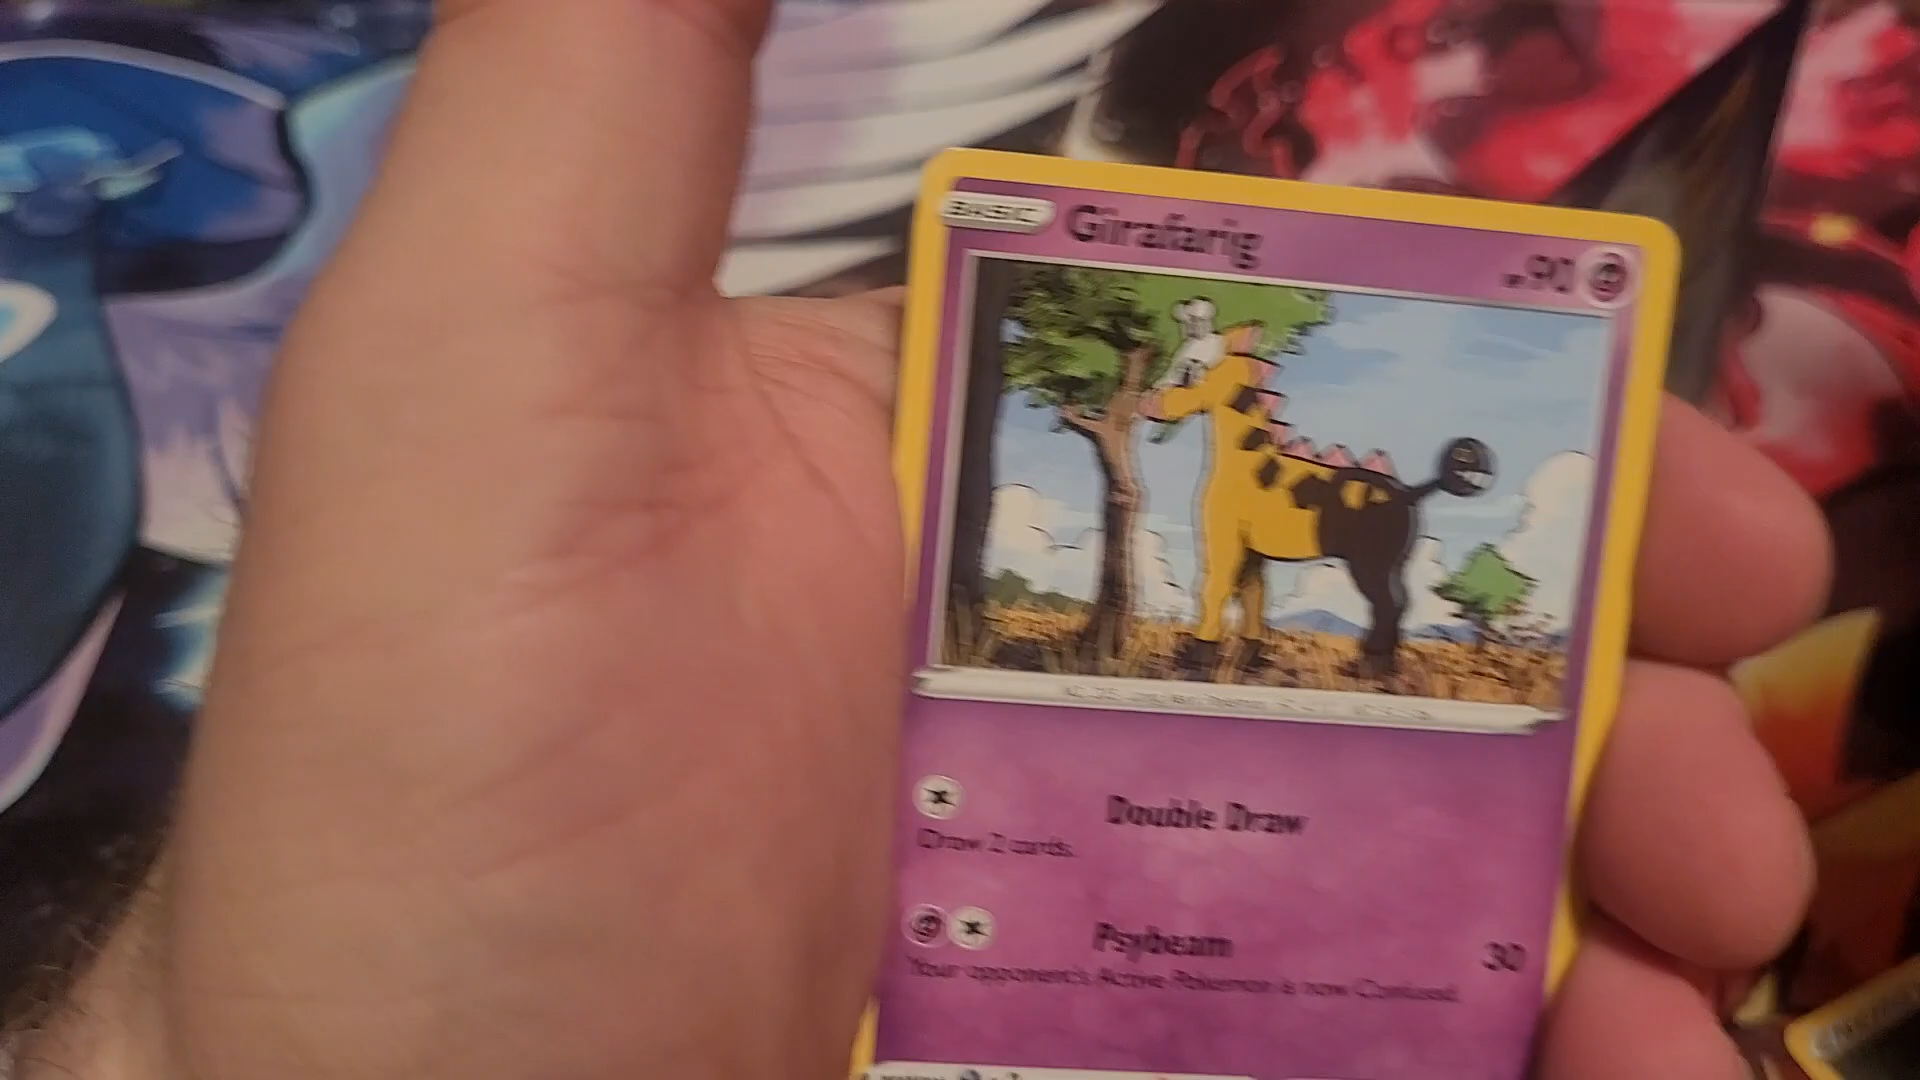 BASIC Girafarig 90
Double Draw
Draw 2 cards.
Psybeam 30
Your opponent's Active Pokémon is now Confused.